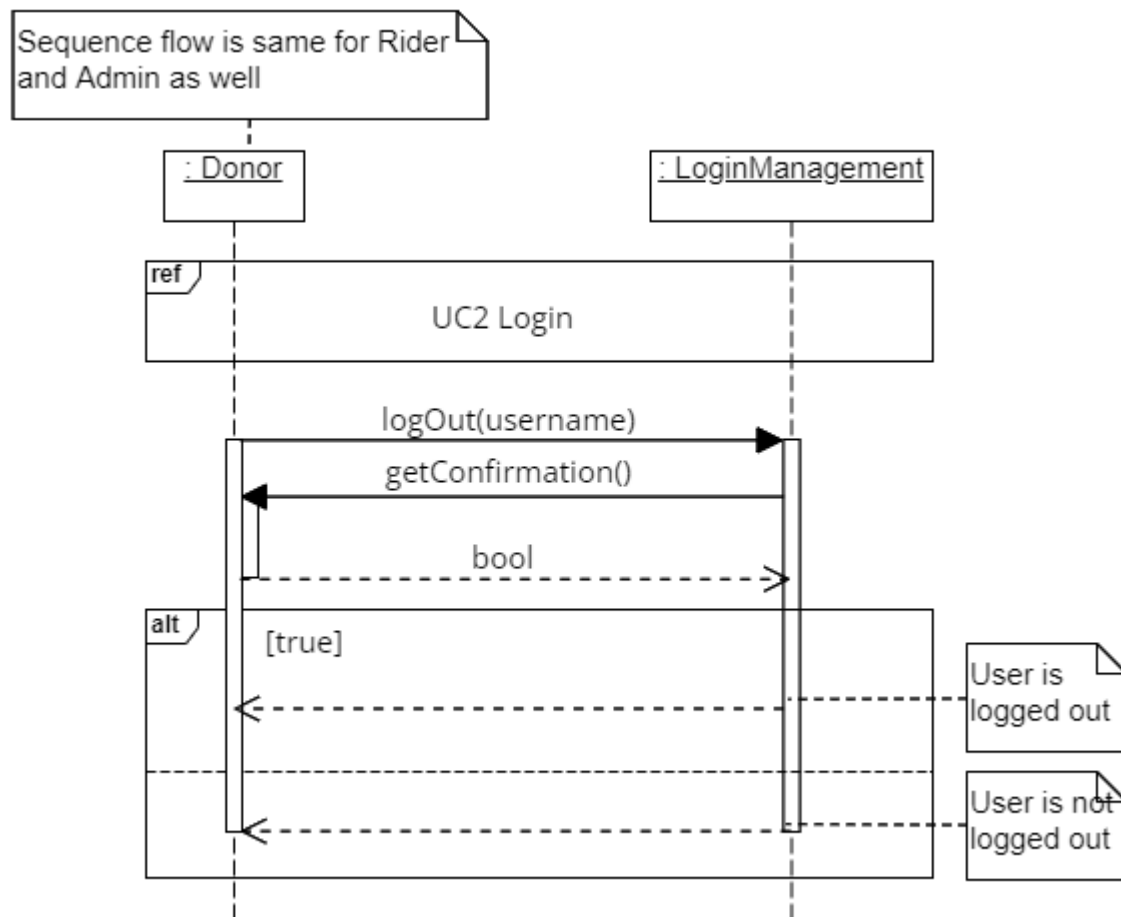 Sequence flow is same for Rider
and Admin as well
: Donor
: LoginManagement
ref
UC2 Login
logOut(username)
getConfirmation()
bool
alt
[true]
User is
logged out
User is not
logged out